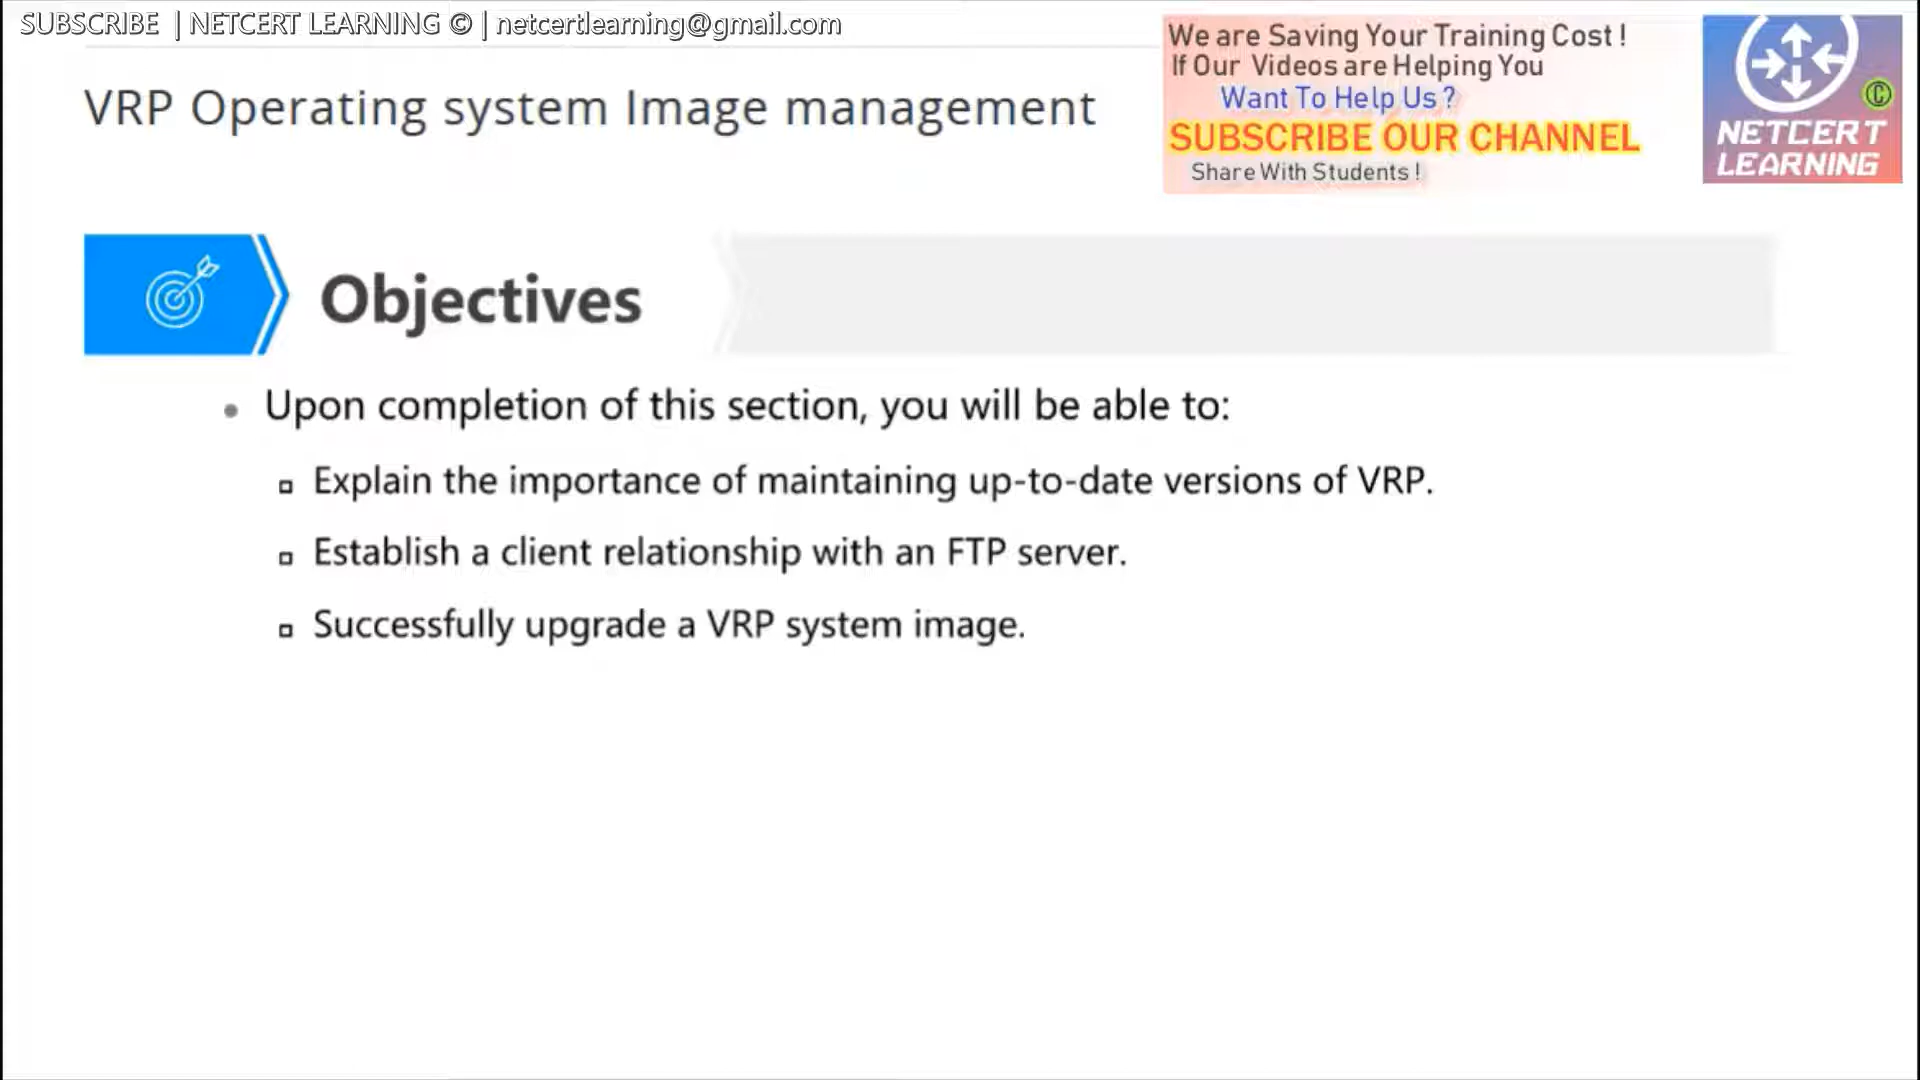 SUBSCRIBE | NETCERT LEARNING © | netcertlearning@gmail.com
We are Saving Your Training Cost !
If Our Videos are Helping You
Want To Help Us ?
SUBSCRIBE OUR CHANNEL
Share With Students !
©
NETCERT
LEARNING
VRP Operating system Image management
Objectives
• Upon completion of this section, you will be able to:
▫ Explain the importance of maintaining up-to-date versions of VRP.
▫ Establish a client relationship with an FTP server.
▫ Successfully upgrade a VRP system image.